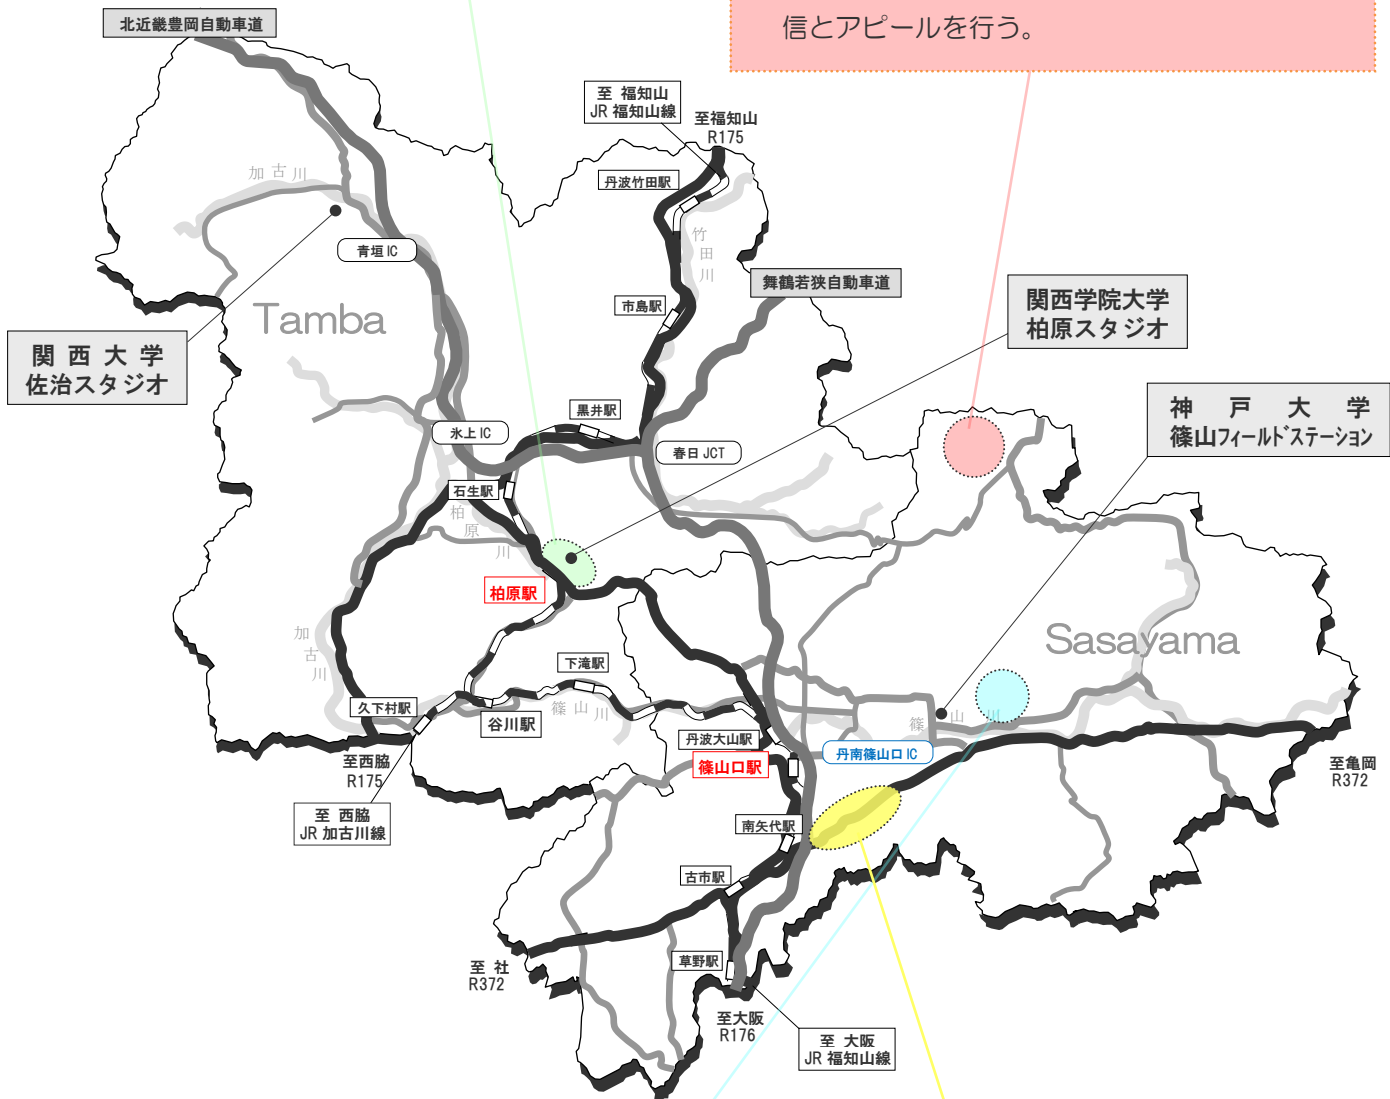 北近畿豊岡自動車道
信とアピールを行う。
至 福知山
JR 福知山線
至福知山
R175
加古川
丹波竹田駅
青垣 IC
竹田川
舞鶴若狭自動車道
関西学院大学
柏原スタジオ
Tamba
市島駅
関西大学
佐治スタジオ
神戸大学
篠山フィールドステーション
黒井駅
氷上 IC
春日 JCT
石生駅
柏原川
柏原駅
加古川
Sasayama
下滝駅
久下村駅
谷川駅
篠山川
篠山川
丹波大山駅
丹南篠山口 IC
篠山口駅
至西脇
R175
至亀岡
R372
至 西脇
JR 加古川線
南矢代駅
古市駅
草野駅
至 社
R372
至大阪
R176
至 大阪
JR 福知山線